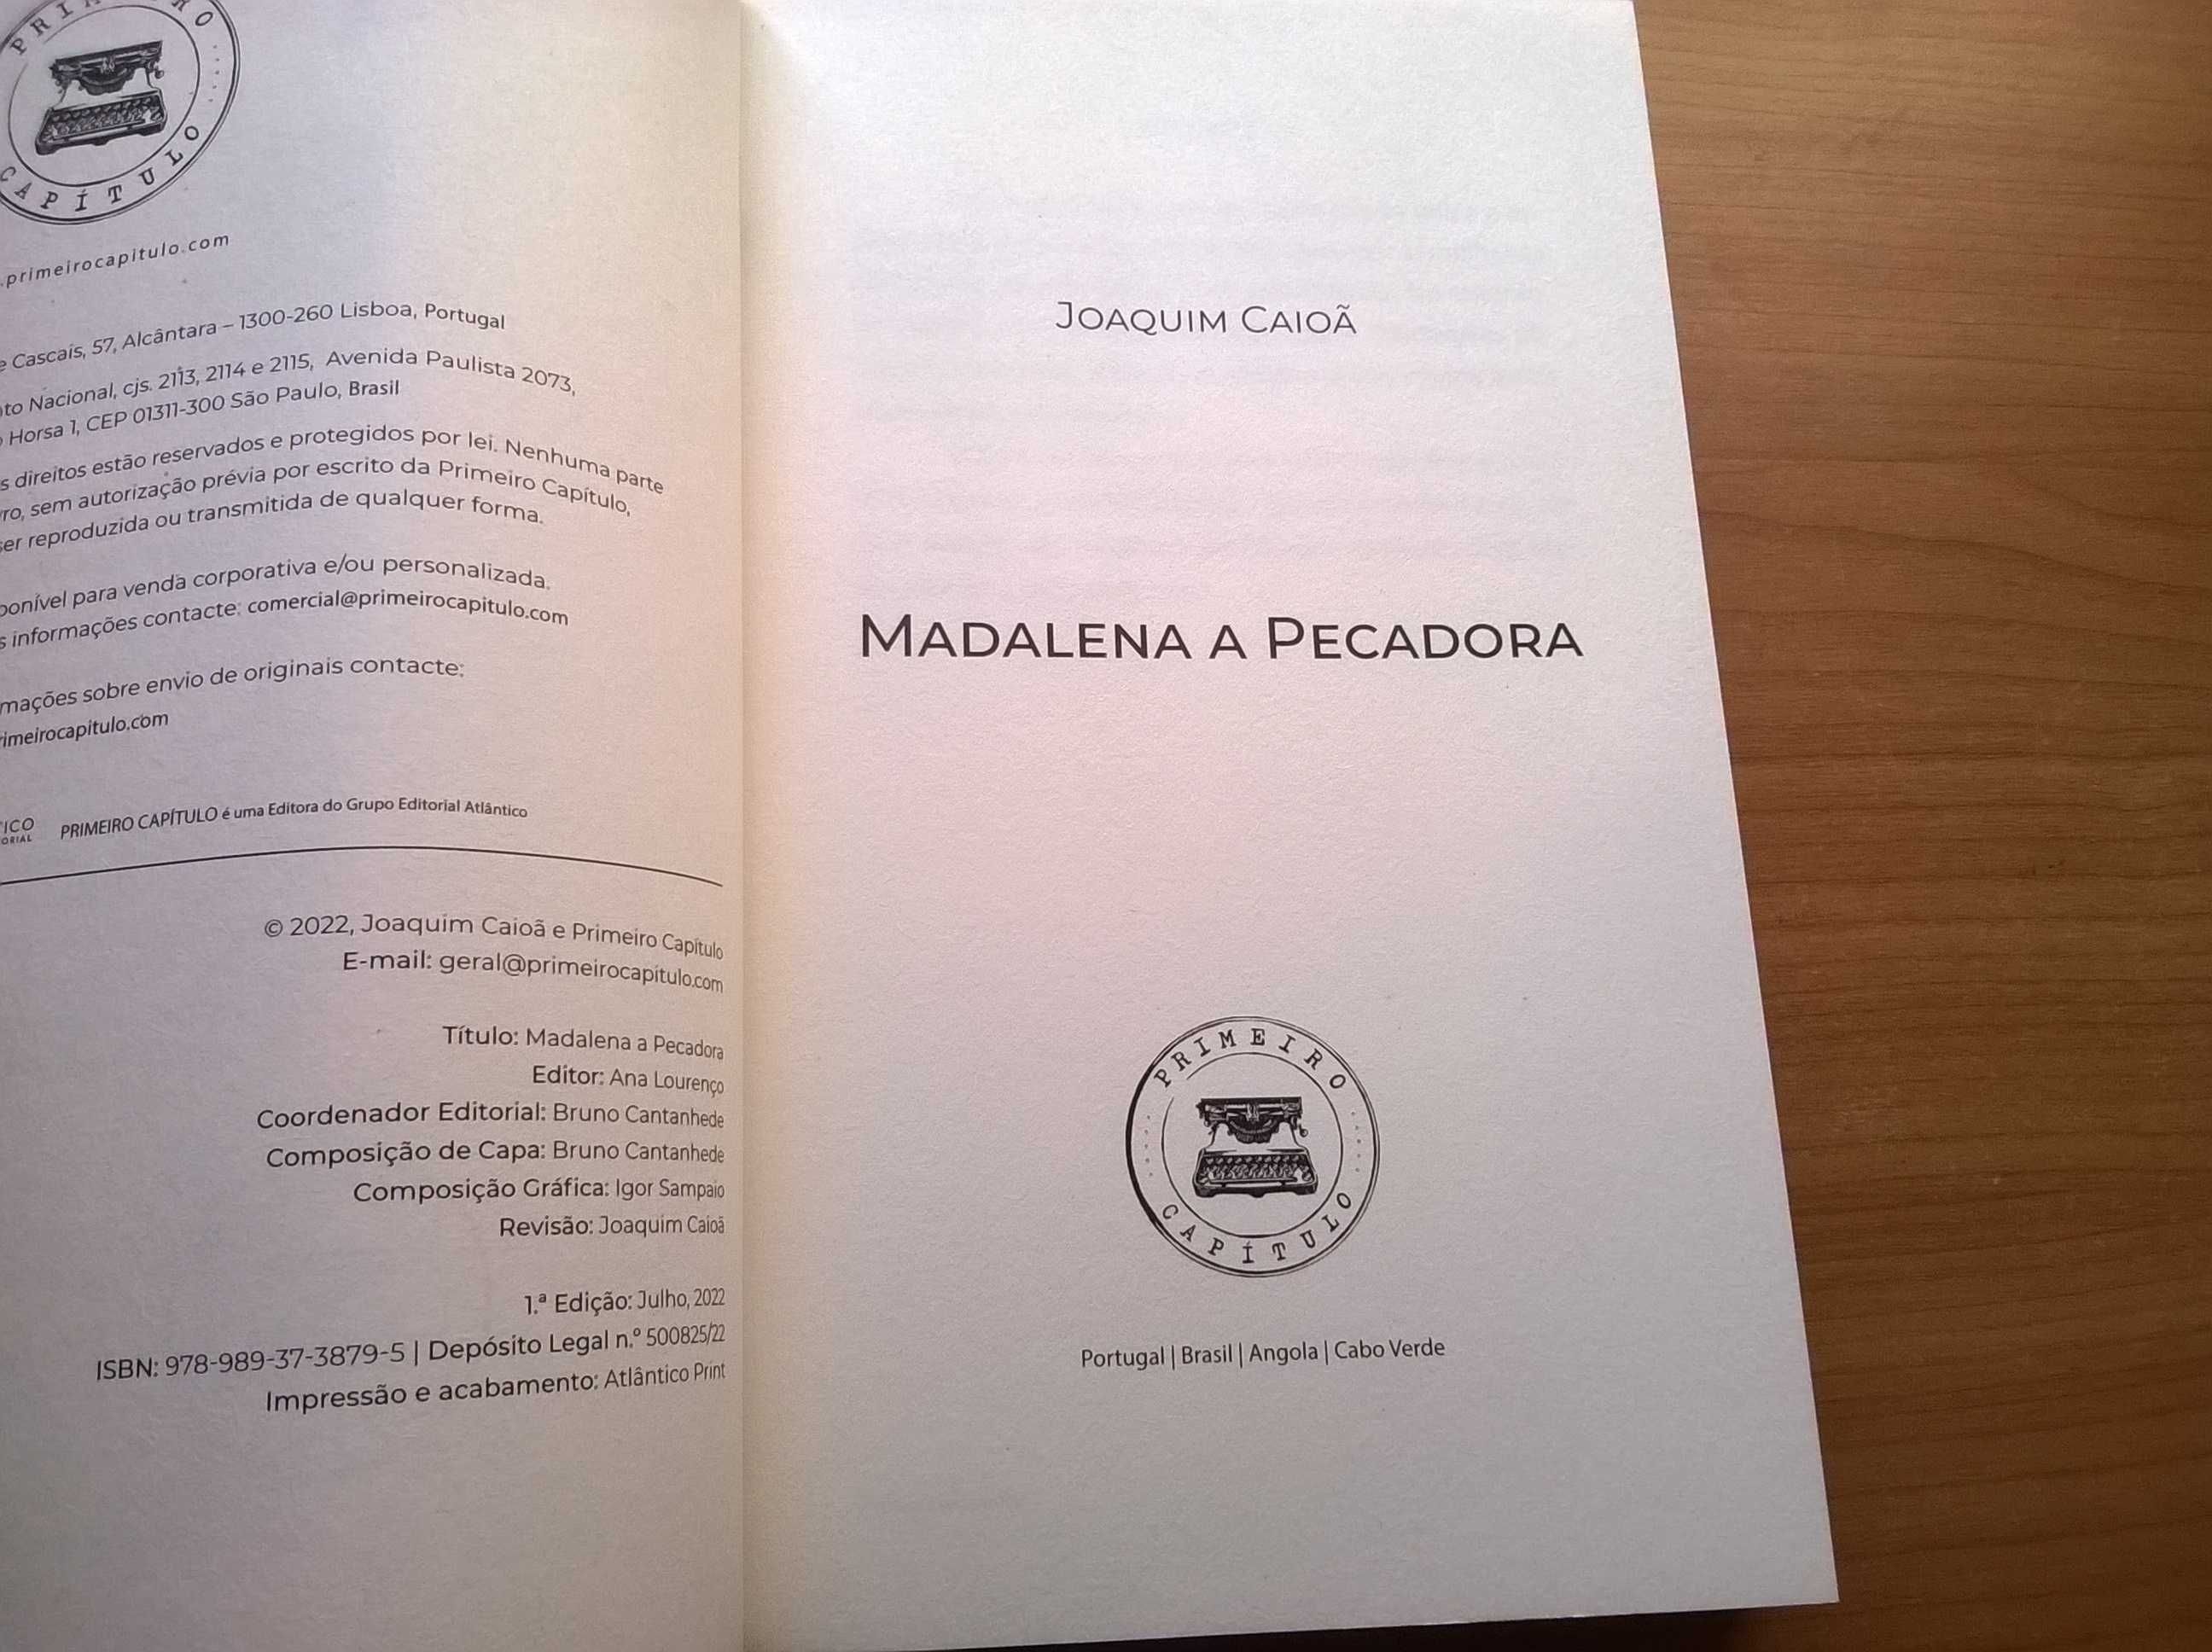 PRIMEIRO
CAPÍTULO
.primeirocapitulo.com
Cascais, 57, Alcântara – 1300-260 Lisboa, Portugal
Nacional, cjs. 2113, 2114 e 2115, Avenida Paulista 2073,
Horsa 1, CEP 01311-300 São Paulo, Brasil
s direitos estão reservados e protegidos por lei. Nenhuma parte
ro, sem autorização prévia por escrito da Primeiro Capítulo,
ser reproduzida ou transmitida de qualquer forma.
ponível para venda corporativa e/ou personalizada.
s informações contacte: comercial@primeirocapitulo.com
mações sobre envio de originais contacte:
rimeirocapitulo.com
ICO
ORIAL
PRIMEIRO CAPÍTULO é uma Editora do Grupo Editorial Atlântico
© 2022, Joaquim Caioã e Primeiro Capítulo
E-mail: geral@primeirocapitulo.com
Título: Madalena a Pecadora
Editor: Ana Lourenço
Coordenador Editorial: Bruno Cantanhede
Composição de Capa: Bruno Cantanhede
Composição Gráfica: Igor Sampaio
Revisão: Joaquim Caioã
1.ª Edição: Julho, 2022
ISBN: 978-989-37-3879-5 | Depósito Legal n.º 500825/22
Impressão e acabamento: Atlântico Print
JOAQUIM CAIOÃ
MADALENA A PECADORA
PRIMEIRO
CAPÍTULO
Portugal | Brasil | Angola | Cabo Verde